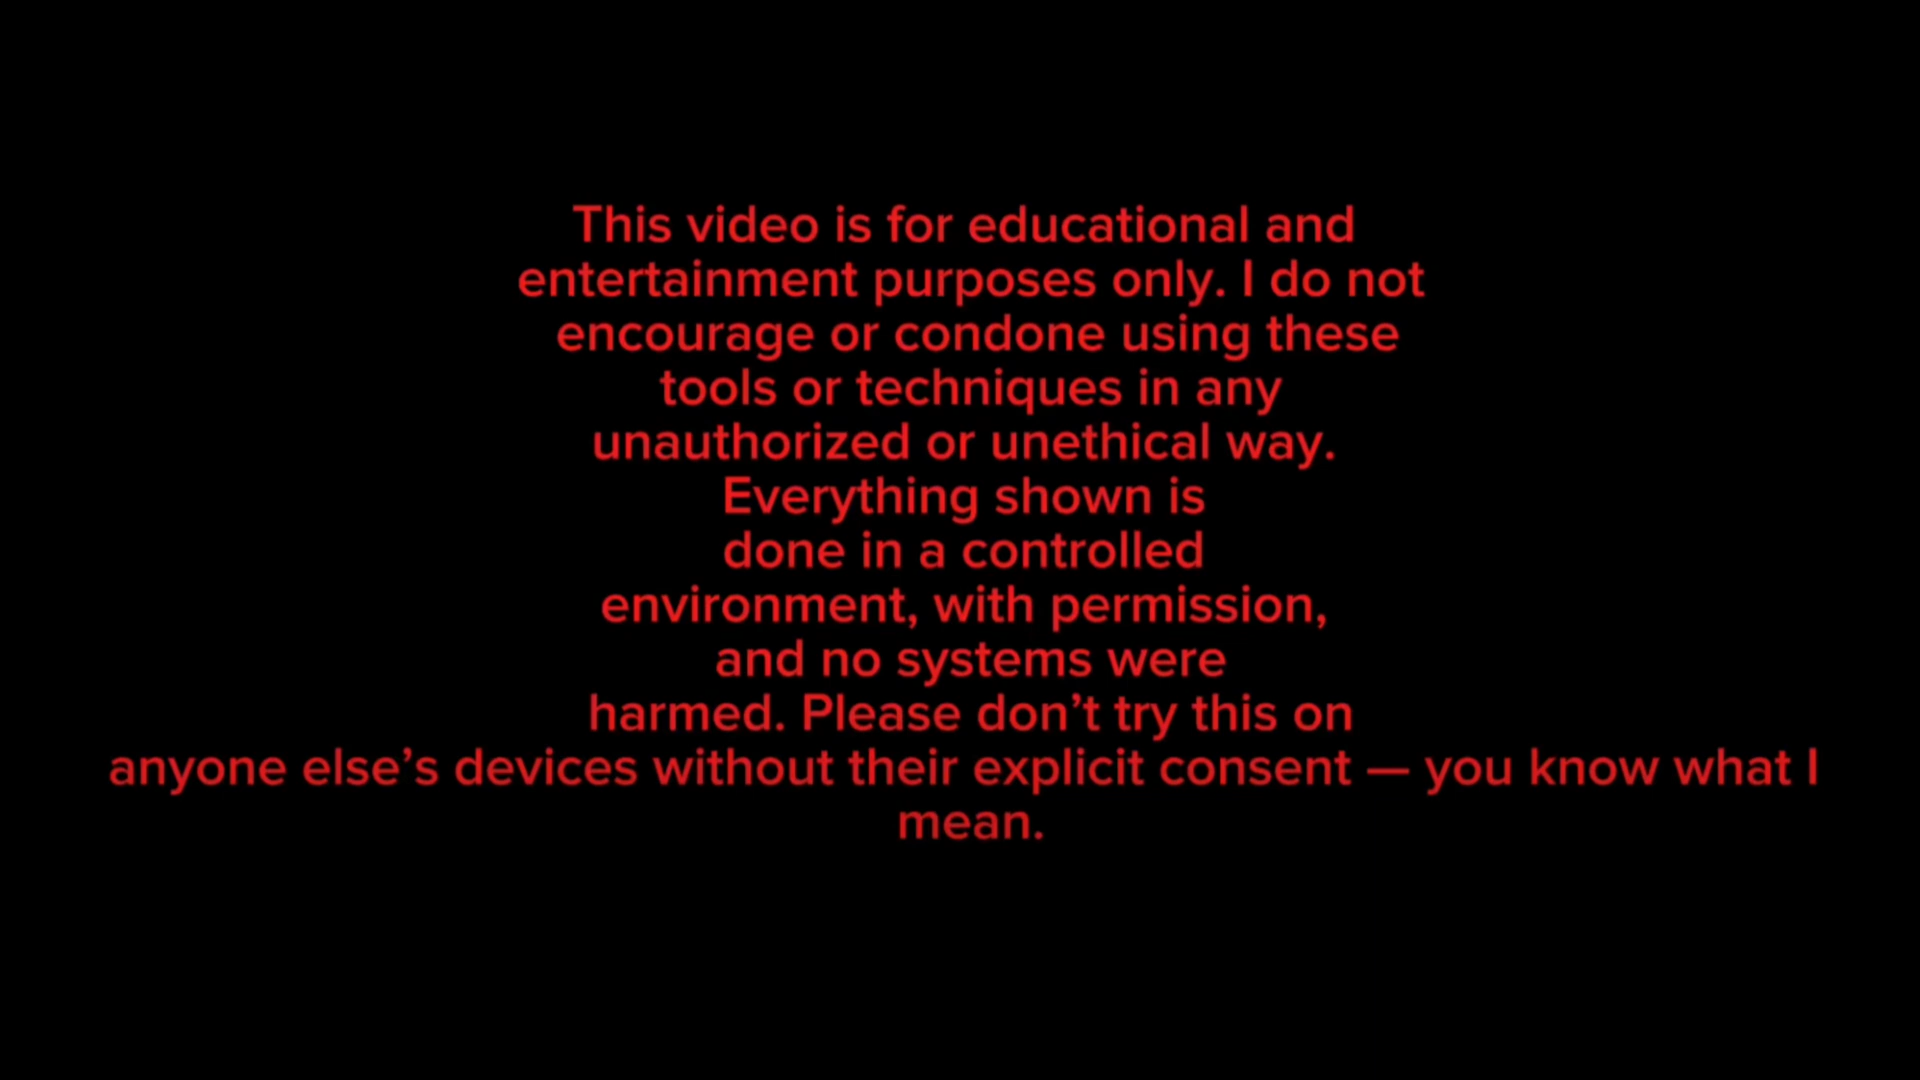 This video is for educational and
entertainment purposes only. I do not
encourage or condone using these
tools or techniques in any
unauthorized or unethical way.
Everything shown is
done in a controlled
environment, with permission,
and no systems were
harmed. Please don’t try this on
anyone else’s devices without their explicit consent — you know what I
mean.